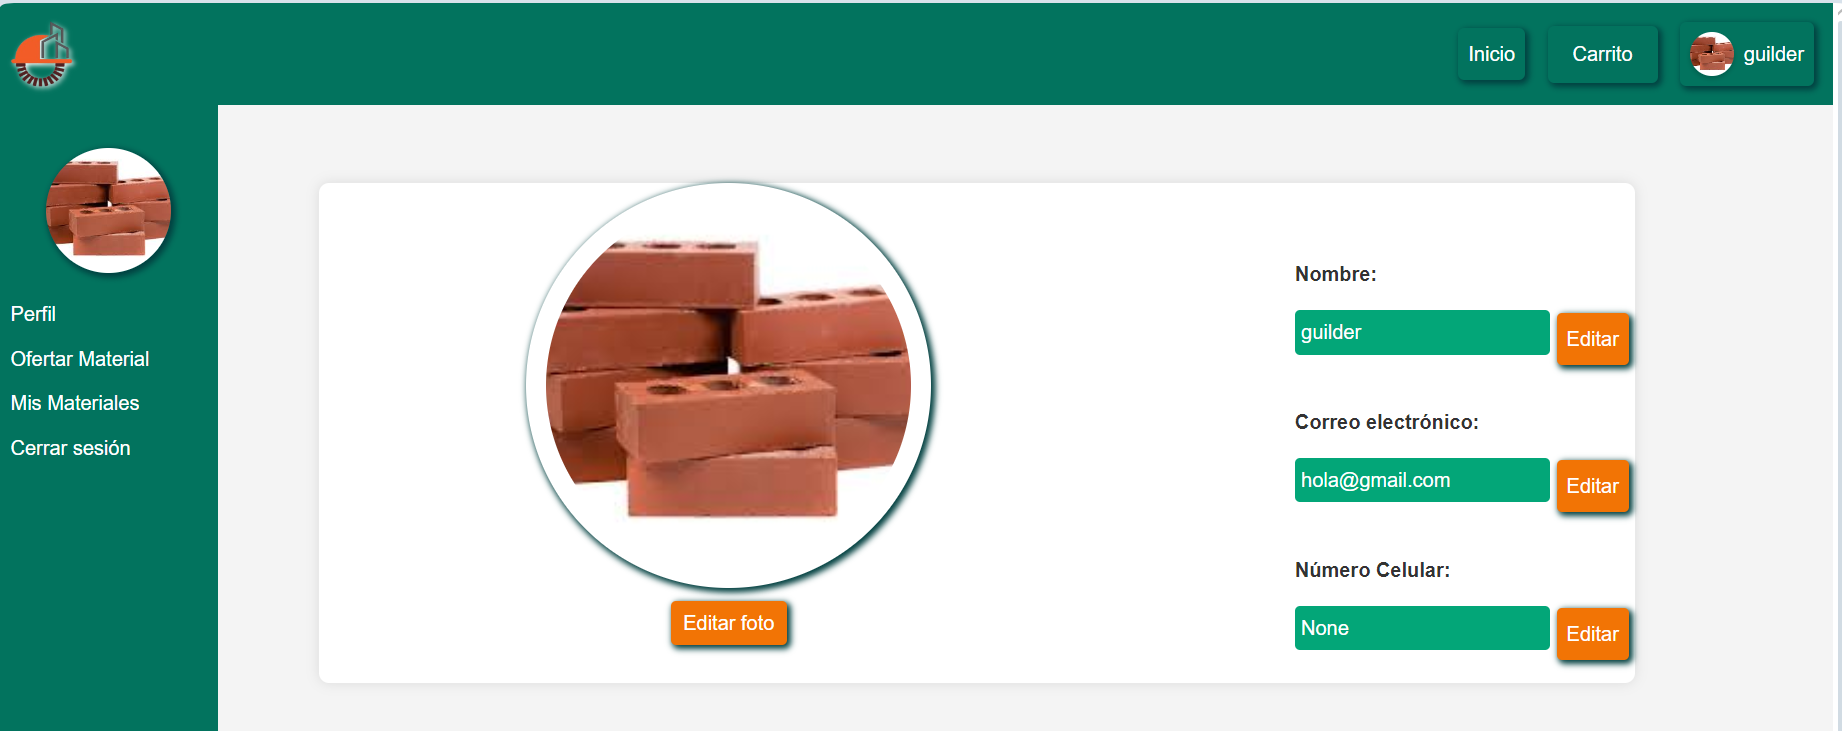 Inicio
Carrito
guilder
Perfil
Ofertar Material
Mis Materiales
Cerrar sesión
Editar foto
Nombre:
guilder
Editar
Correo electrónico:
hola@gmail.com
Editar
Número Celular:
None
Editar